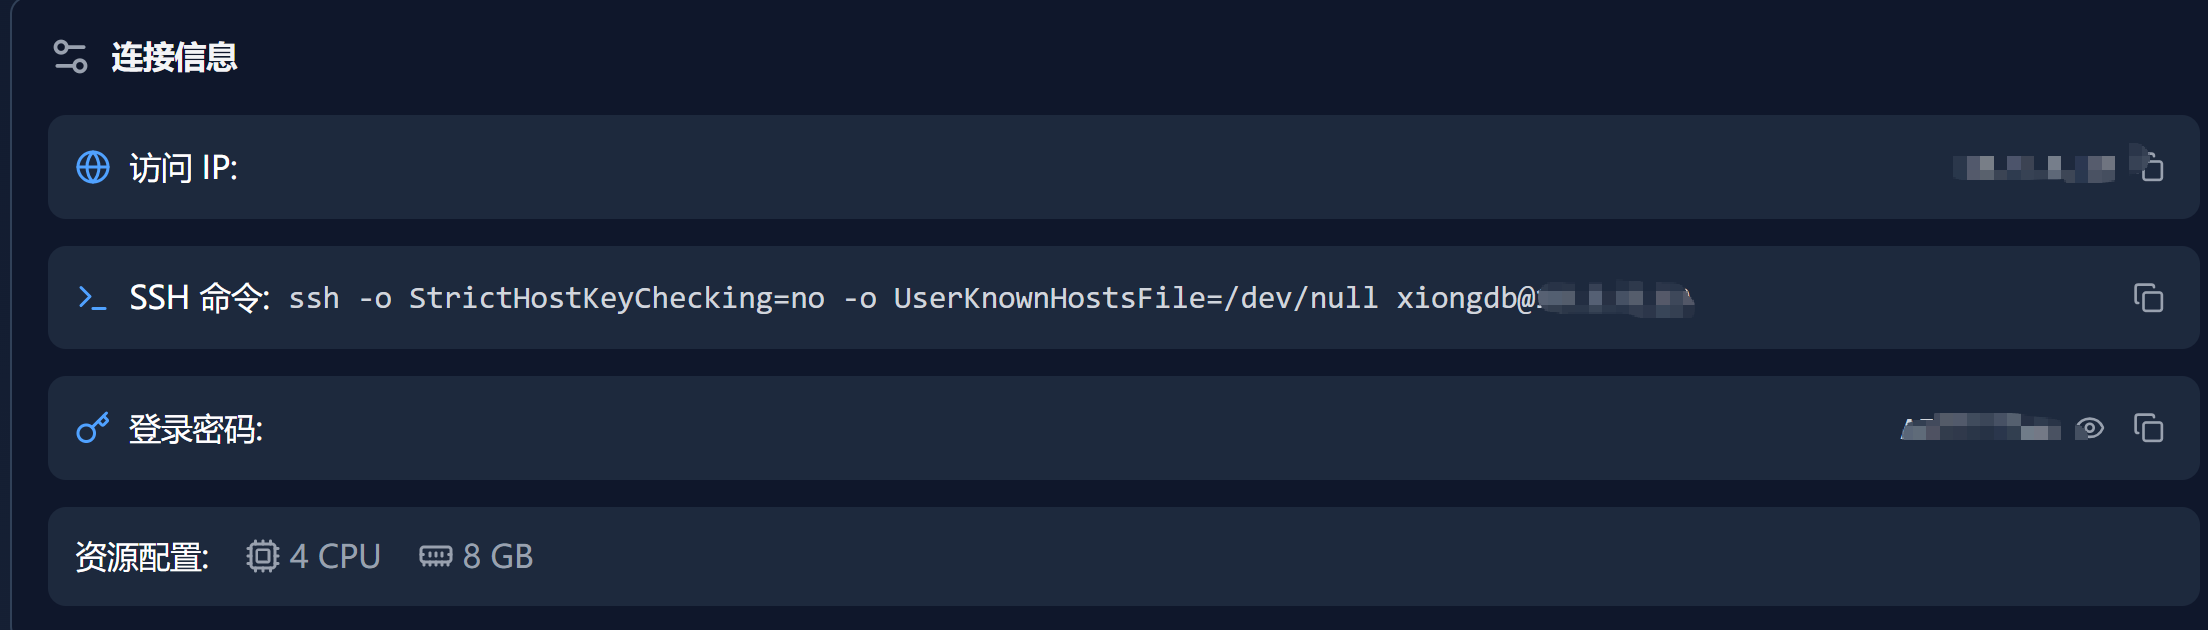 连接信息
访问 IP:
SSH 命令: ssh -o StrictHostKeyChecking=no -o UserKnownHostsFile=/dev/null xiongdb@
登录密码:
资源配置: 4 CPU 8 GB